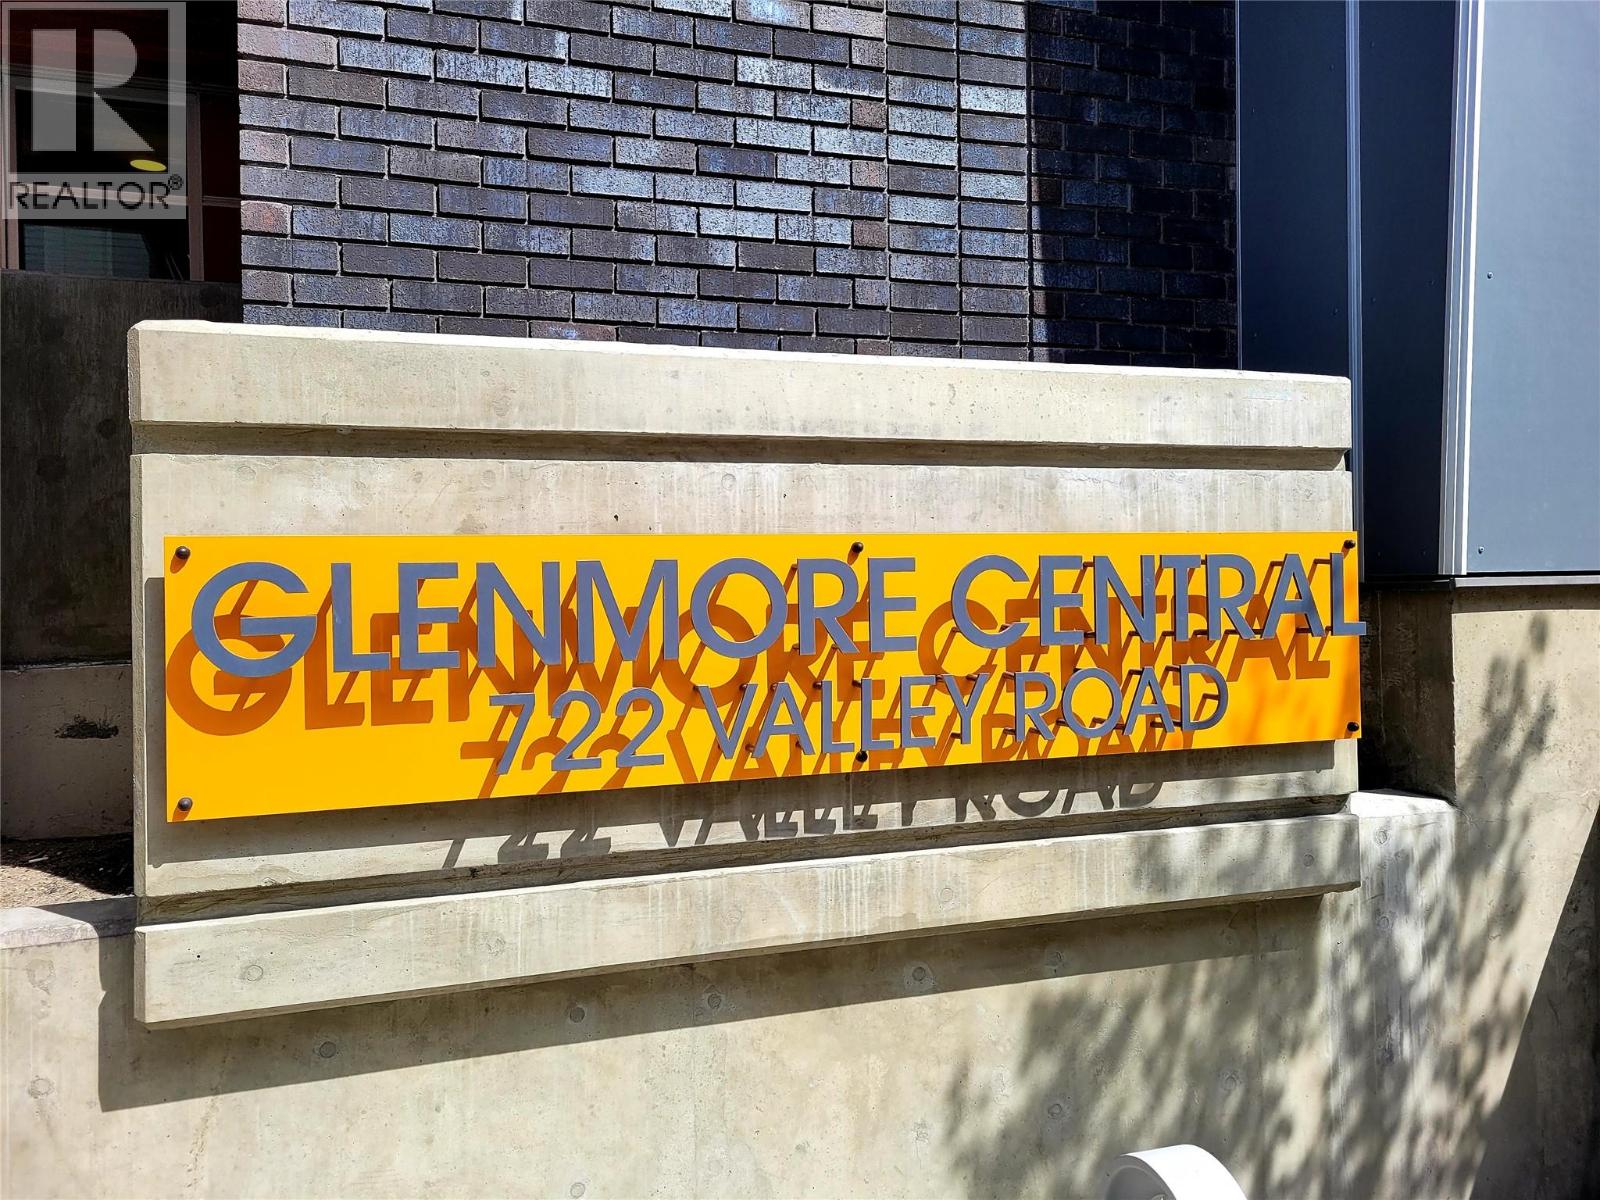 R
REALTOR®
GLENMORE CENTRAL
722 VALLEY ROAD